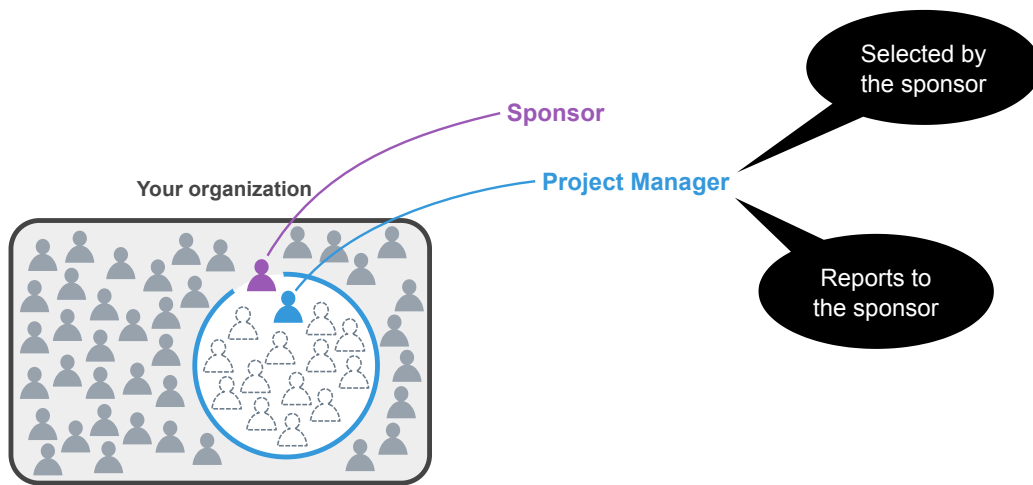 Selected by
the sponsor
Sponsor
Project Manager
Your organization
Reports to
the sponsor